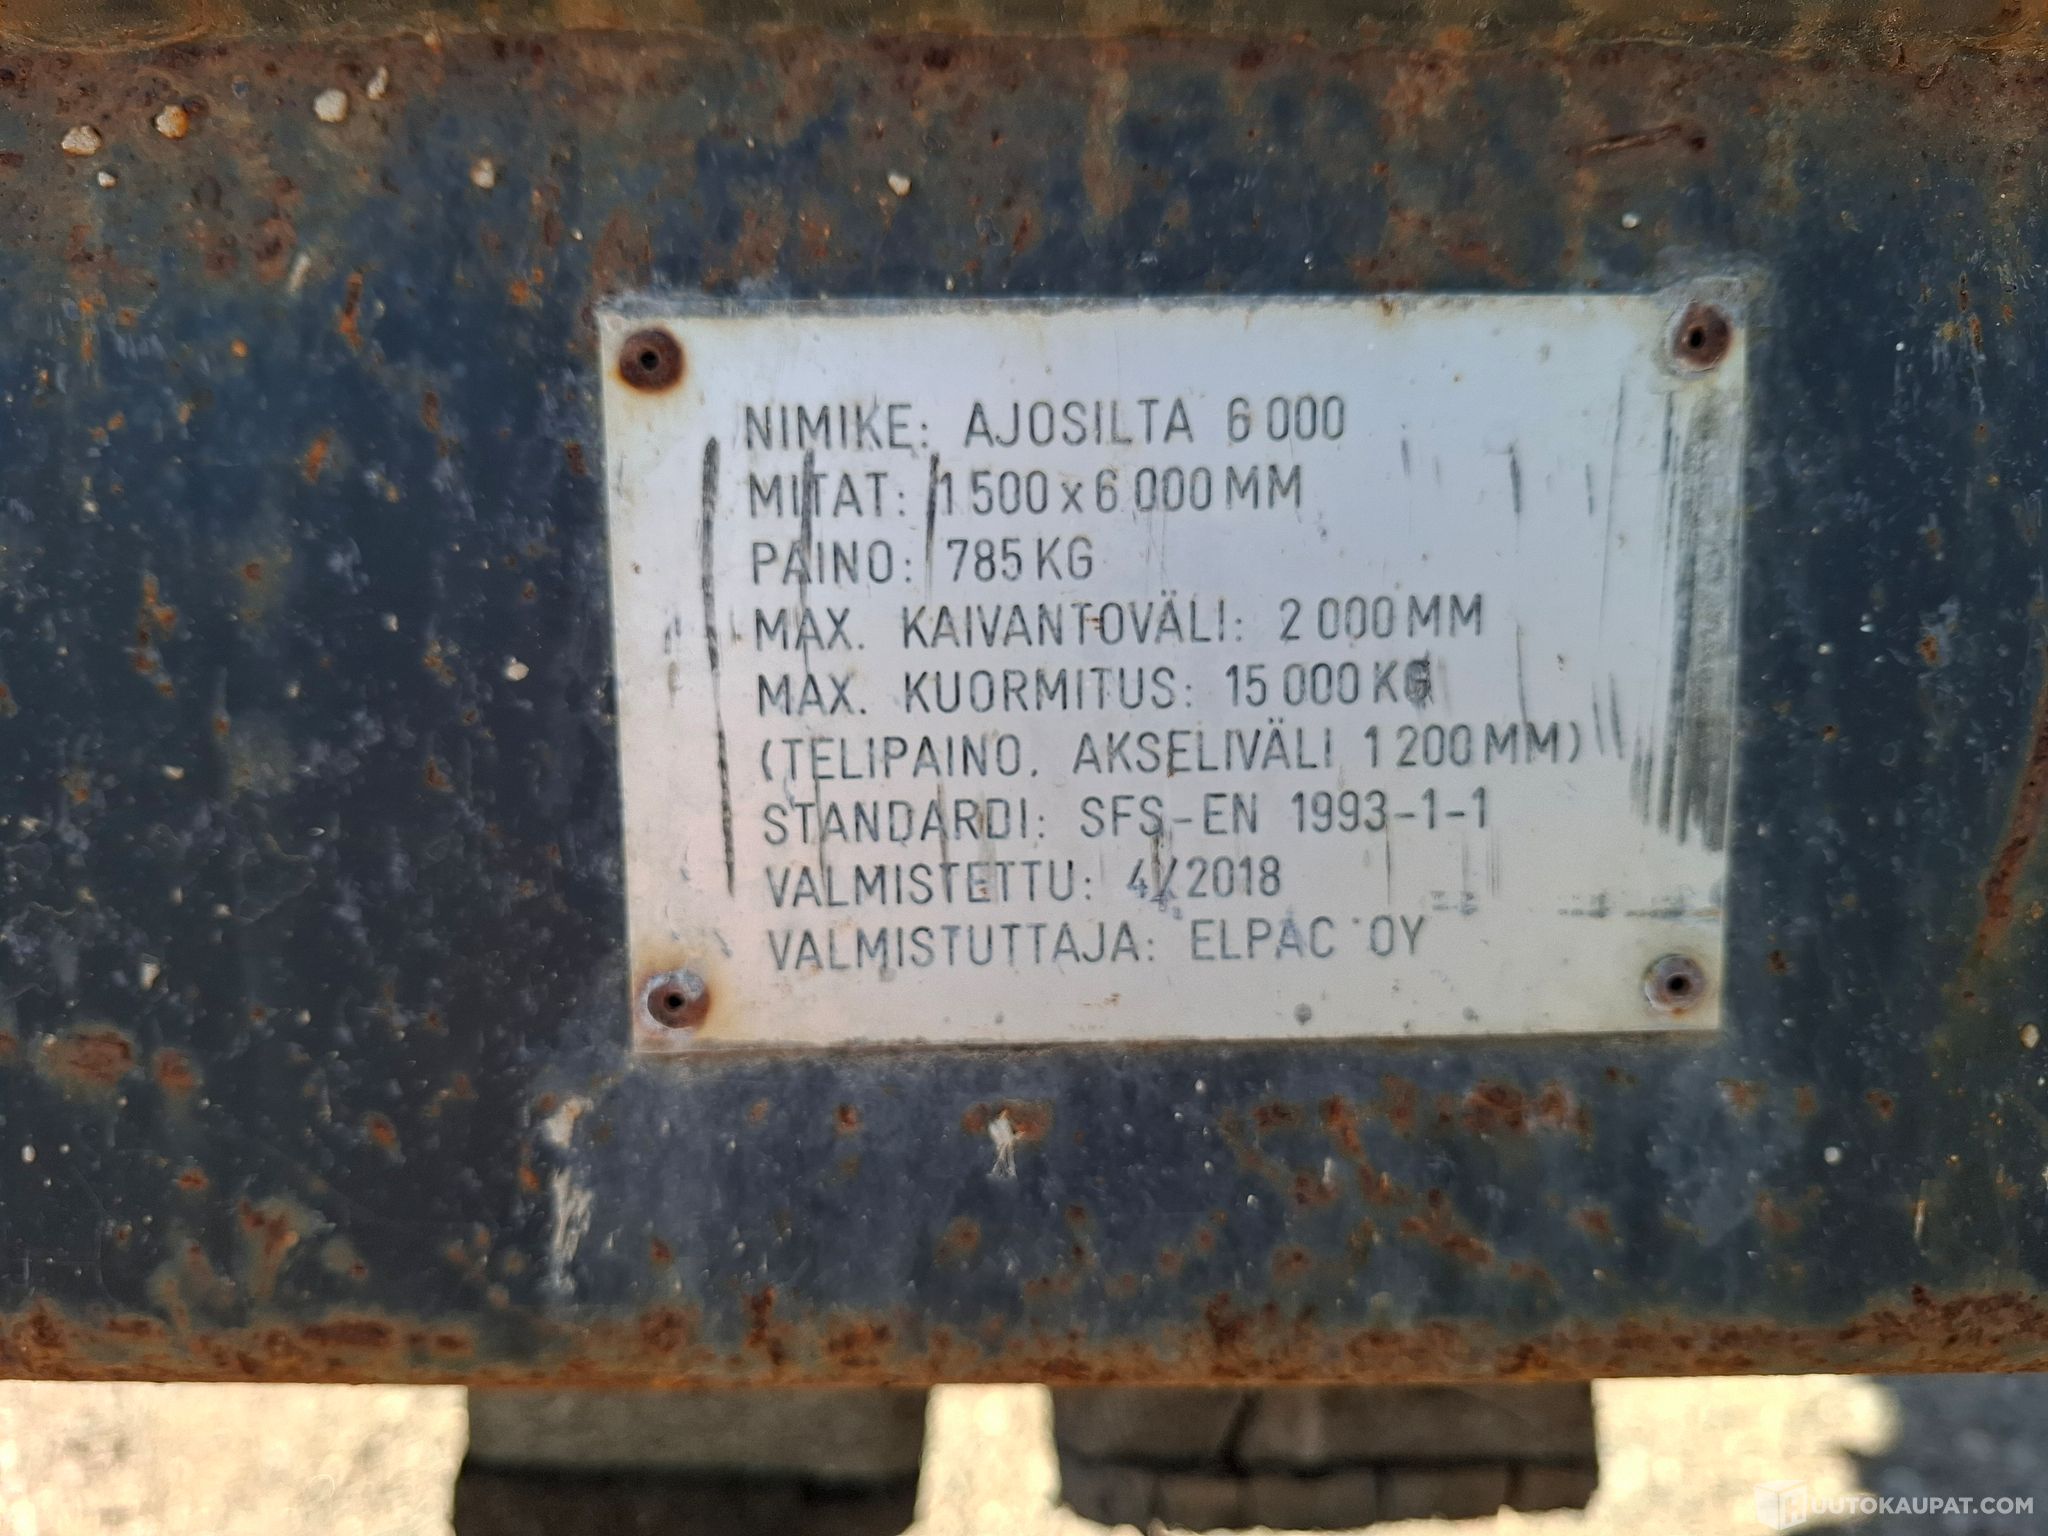 NIMIKE: AJOSILTA 6 000
MITAT: 1 500 x 6 000 MM
PAINO: 785 KG
MAX. KAIVANTOVÄLI: 2 000 MM
MAX. KUORMITUS: 15 000 KG
(TELIPAINO. AKSELIVÄLI 1 200 MM)
STANDARDI: SFS-EN 1993-1-1
VALMISTETTU: 4/2018
VALMISTUTTAJA: ELPAC OY
HUUTOKAUPAT.COM